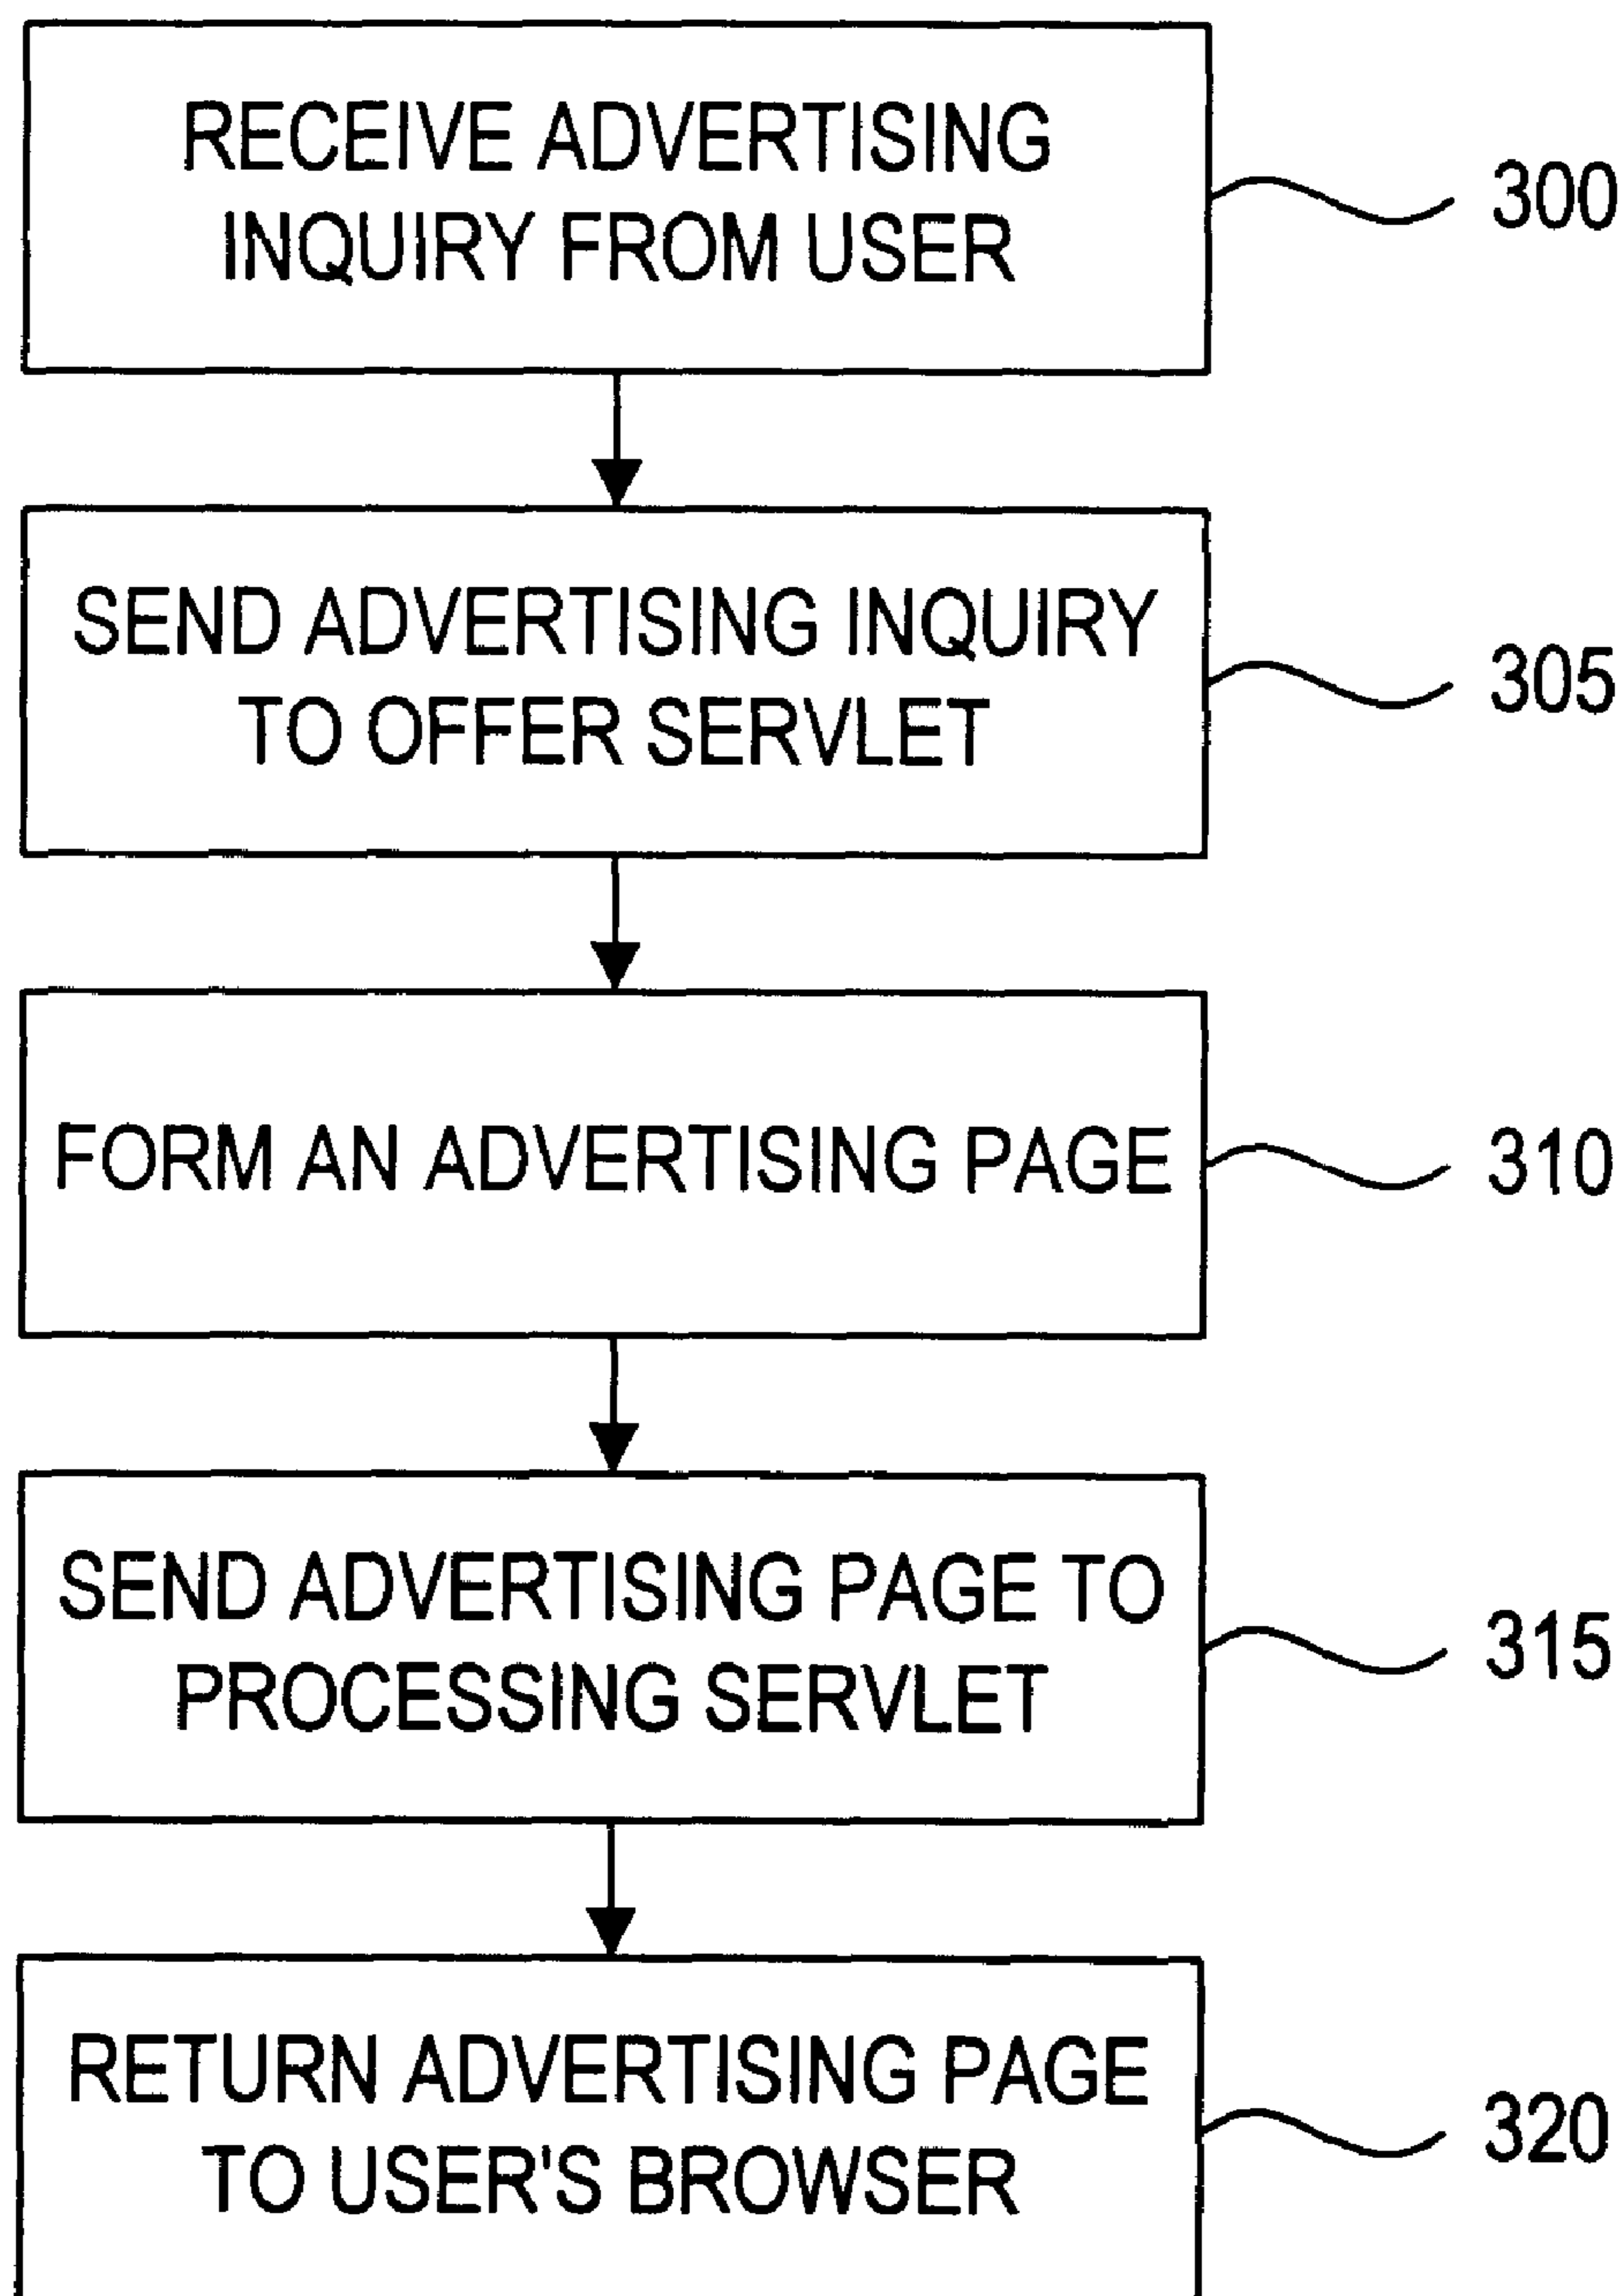 RECEIVE ADVERTISING
INQUIRY FROM USER
300
SEND ADVERTISING INQUIRY
TO OFFER SERVLET
305
FORM AN ADVERTISING PAGE
310
SEND ADVERTISING PAGE TO
PROCESSING SERVLET
315
RETURN ADVERTISING PAGE
TO USER'S BROWSER
320